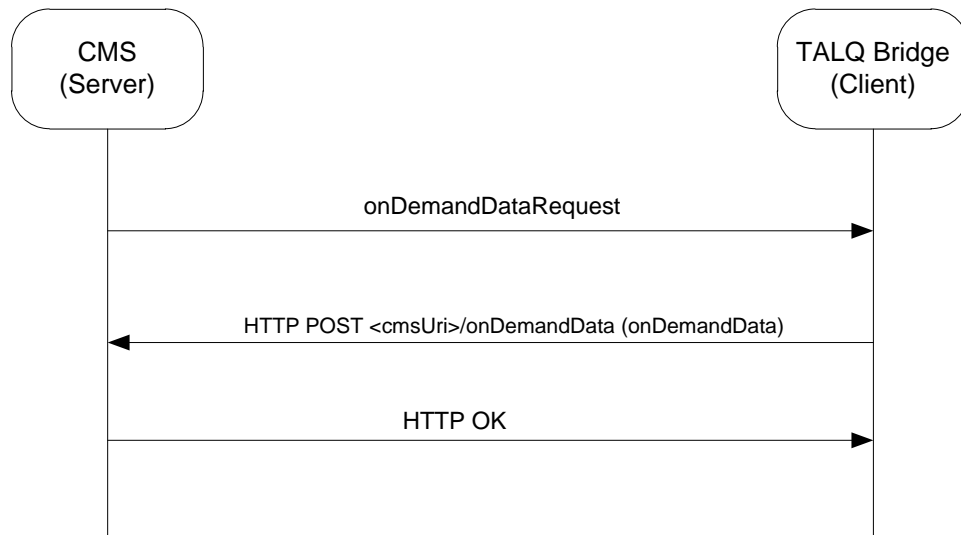 CMS
(Server)
TALQ Bridge
(Client)
onDemandDataRequest
HTTP POST <cmsUri>/onDemandData (onDemandData)
HTTP OK